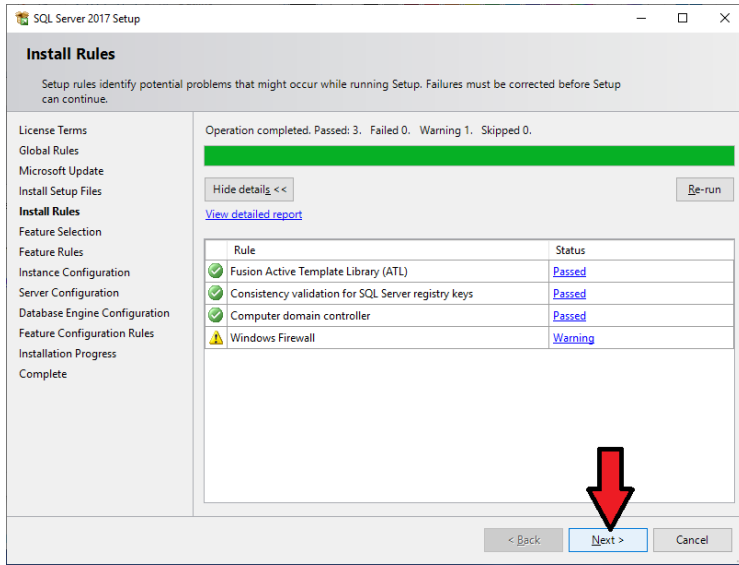 SQL Server 2017 Setup
Install Rules
Setup rules identify potential problems that might occur while running Setup. Failures must be corrected before Setup
can continue.
License Terms
Global Rules
Microsoft Update
Install Setup Files
Install Rules
Feature Selection
Feature Rules
Instance Configuration
Server Configuration
Database Engine Configuration
Feature Configuration Rules
Installation Progress
Complete
Operation completed. Passed: 3. Failed 0. Warning 1. Skipped 0.
Hide details <<
Re-run
View detailed report
Rule Status
Fusion Active Template Library (ATL) Passed
Consistency validation for SQL Server registry keys Passed
Computer domain controller Passed
Windows Firewall Warning
< Back Next > Cancel